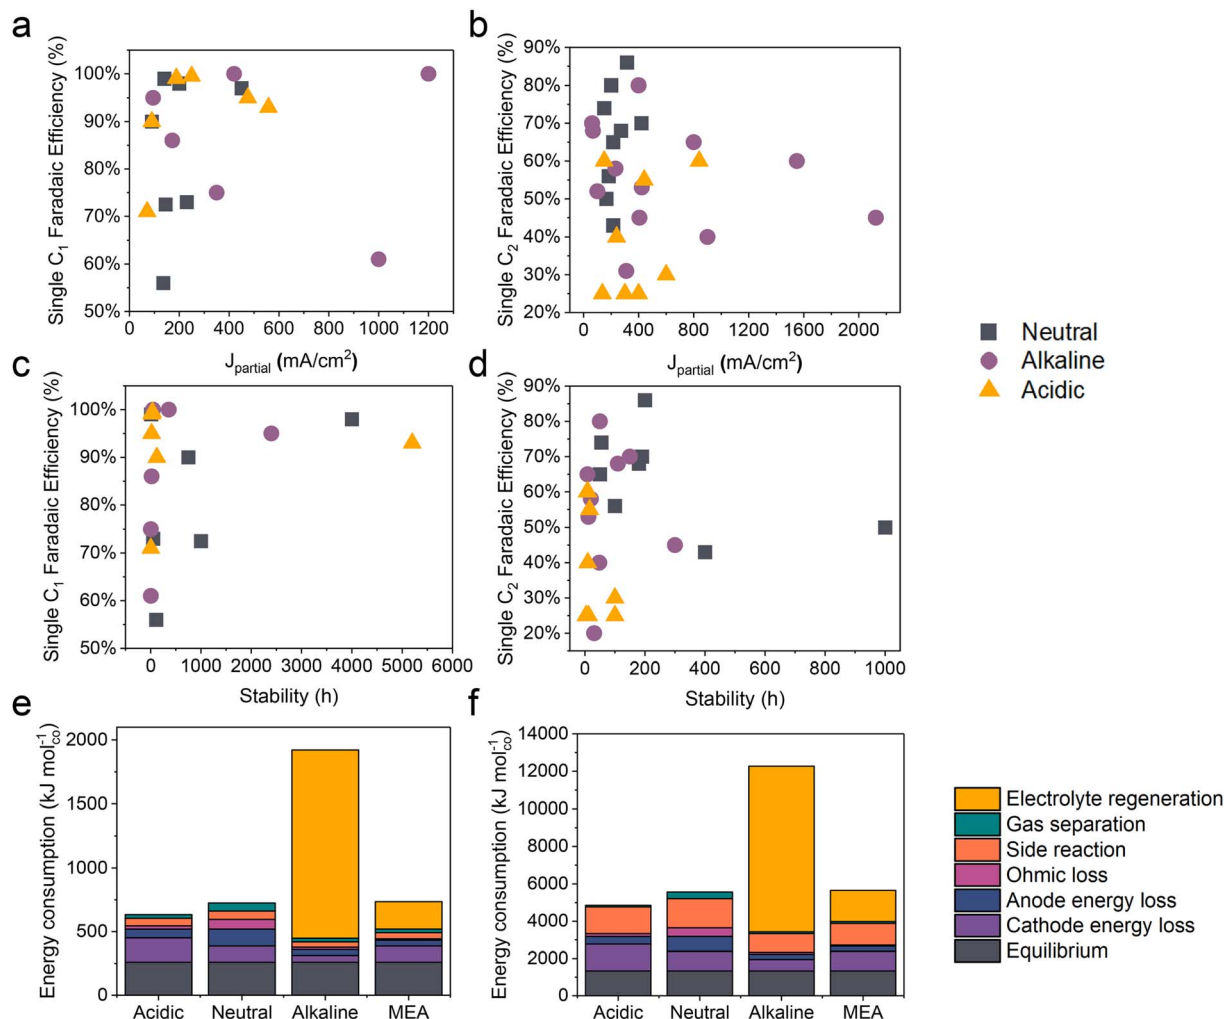 a
Single C₁ Faradaic Efficiency (%)
100%
90%
80%
70%
60%
50%
0 200 400 600 800 1000 1200
J_partial (mA/cm²)
b
Single C₂ Faradaic Efficiency (%)
90%
80%
70%
60%
50%
40%
30%
20%
0 400 800 1200 1600 2000
J_partial (mA/cm²)
Neutral
Alkaline
Acidic
c
Single C₁ Faradaic Efficiency (%)
100%
90%
80%
70%
60%
50%
0 1000 2000 3000 4000 5000 6000
Stability (h)
d
Single C₂ Faradaic Efficiency (%)
90%
80%
70%
60%
50%
40%
30%
20%
0 200 400 600 800 1000
Stability (h)
e
Energy consumption (kJ mol⁻¹co)
2000
1500
1000
500
0
Acidic Neutral Alkaline MEA
f
Energy consumption (kJ mol⁻¹co)
14000
12000
10000
8000
6000
4000
2000
0
Acidic Neutral Alkaline MEA
Electrolyte regeneration
Gas separation
Side reaction
Ohmic loss
Anode energy loss
Cathode energy loss
Equilibrium